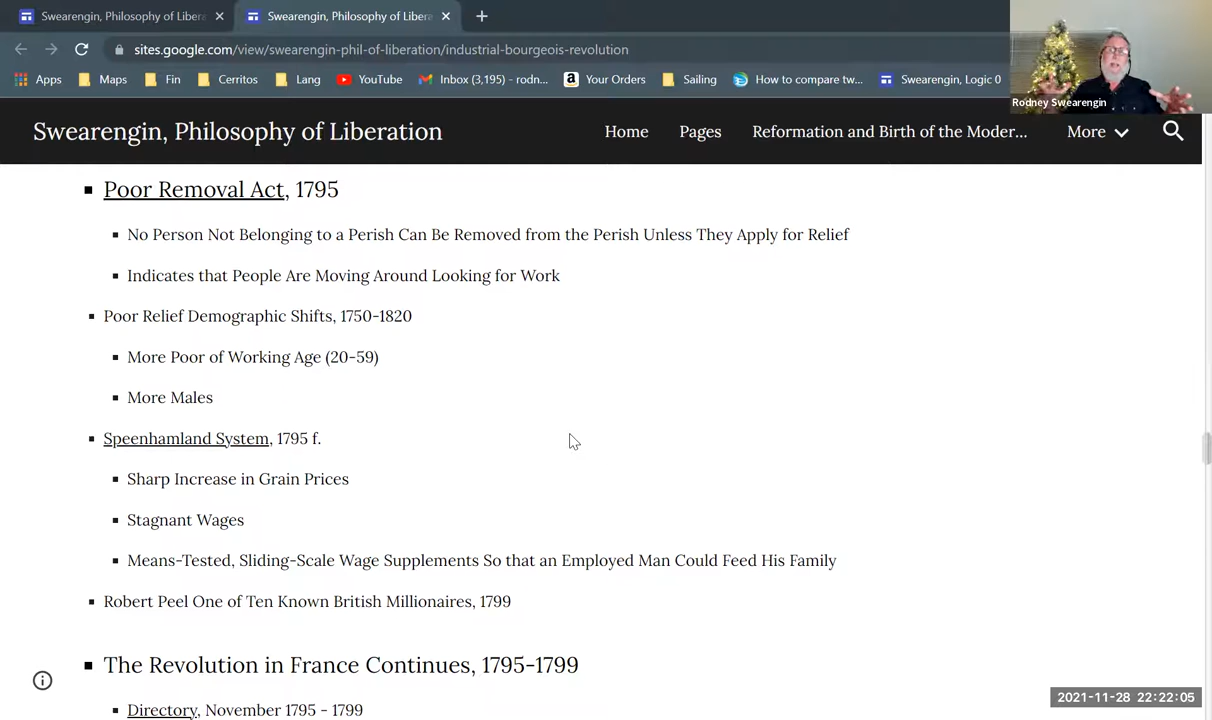 Swearengin, Philosophy of Libera
Swearengin, Philosophy of Libera
sites.google.com/view/swearengin-phil-of-liberation/industrial-bourgeois-revolution
Apps Maps Fin Cerritos Lang YouTube Inbox (3,195) - rodn... Your Orders Sailing How to compare tw... Swearengin, Logic 0
Rodney Swearengin
Swearengin, Philosophy of Liberation
Home Pages Reformation and Birth of the Moder... More
Poor Removal Act, 1795
No Person Not Belonging to a Perish Can Be Removed from the Perish Unless They Apply for Relief
Indicates that People Are Moving Around Looking for Work
Poor Relief Demographic Shifts, 1750-1820
More Poor of Working Age (20-59)
More Males
Speenhamland System, 1795 f.
Sharp Increase in Grain Prices
Stagnant Wages
Means-Tested, Sliding-Scale Wage Supplements So that an Employed Man Could Feed His Family
Robert Peel One of Ten Known British Millionaires, 1799
The Revolution in France Continues, 1795-1799
Directory, November 1795 - 1799
2021-11-28 22:22:05